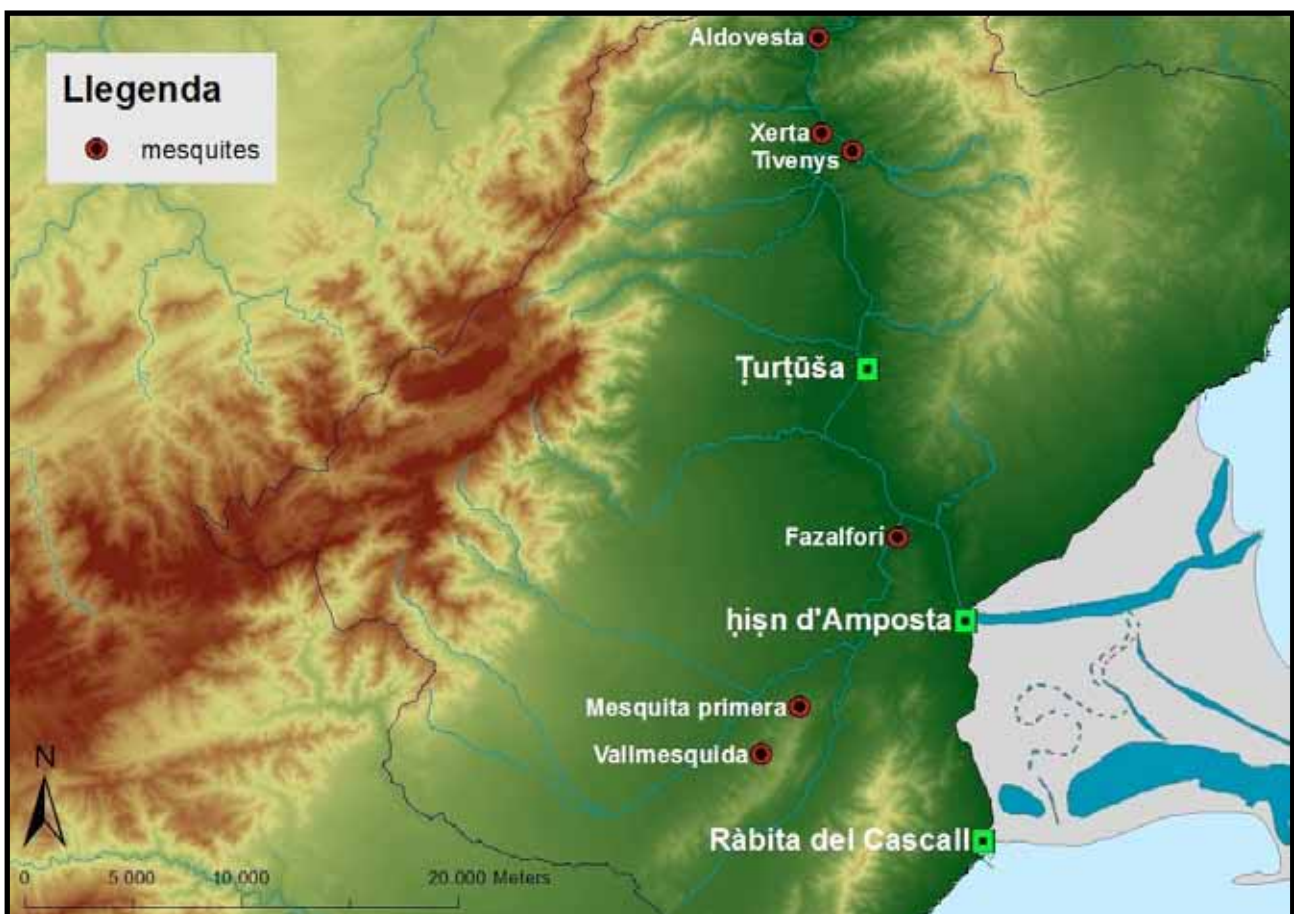 Aldovesta
Llegenda
mesquites
Xerta
Tivenys
Ṭurṭūša
Fazalfori
ḥiṣn d'Amposta
Mesquita primera
Vallmesquida
N
Ràbita del Cascall
0 5.000 10.000 20.000 Meters